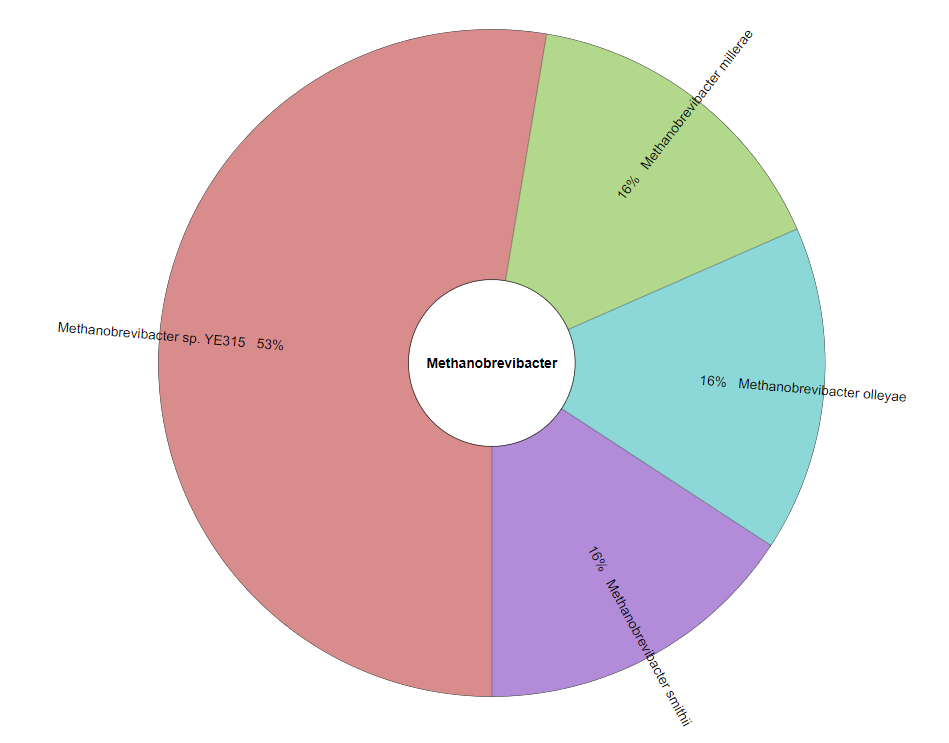 16%   Methanobrevibacter millerae
Methanobrevibacter sp. YE315   53%
Methanobrevibacter
16%   Methanobrevibacter olleyae
16%   Methanobrevibacter smithii